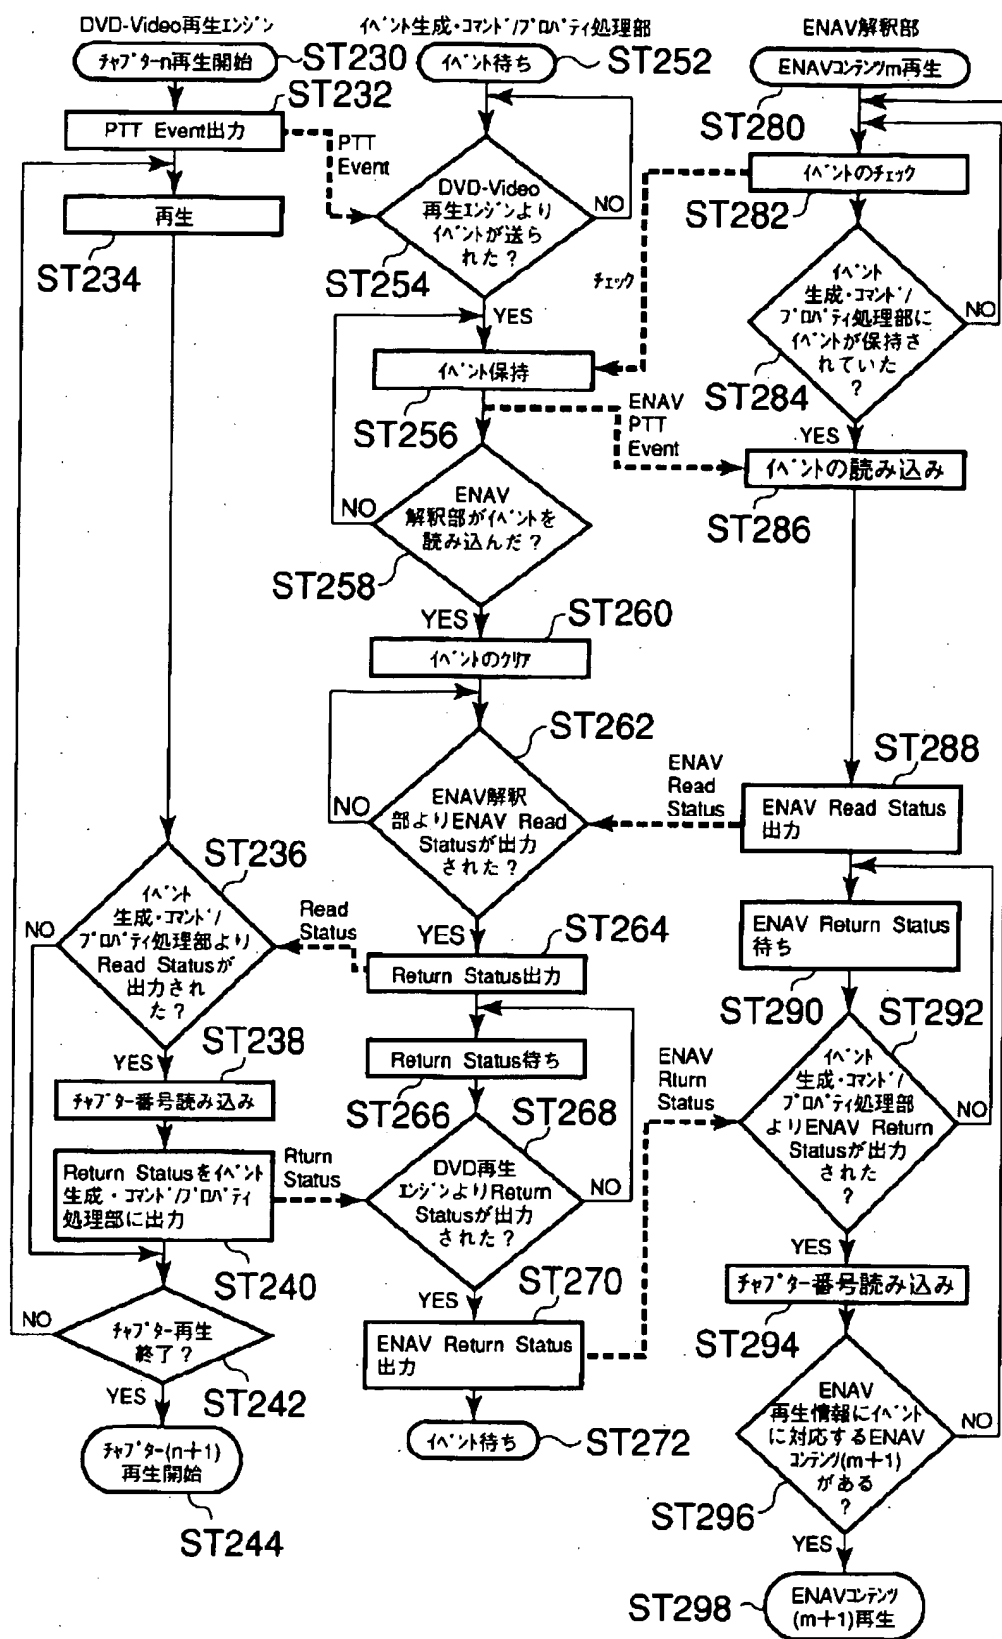 DVD-Video再生エンジン
チャプターn再生開始
ST230
ST232
PTT Event出力
PTT
Event
再生
ST234
ST236
イベント
生成・コマンド/
プロパティ処理部より
Read Statusが
出力され
た?
NO
YES
Read
Status
ST238
チャプター番号読み込み
Return Statusをイベント
生成・コマンド/プロパティ
処理部に出力
Rturn
Status
ST240
チャプター再生
終了?
NO
ST242
YES
チャプター(n+1)
再生開始
ST244
イベント生成・コマンド/プロパティ処理部
イベント待ち
ST252
DVD-Video
再生エンジンより
イベントが送ら
れた?
NO
ST254
YES
イベント保持
ST256
ENAV
PTT
Event
ENAV
解釈部がイベントを
読み込んだ?
NO
ST258
YES
ST260
イベントのクリア
ST262
ENAV解釈
部よりENAV Read
Statusが出力
された?
NO
YES
ST264
Return Status出力
Return Status待ち
ST266
ST268
DVD再生
エンジンよりReturn
Statusが出力
された?
NO
ST270
YES
ENAV Return Status
出力
イベント待ち
ST272
ENAV解釈部
ENAVコンテンツm再生
ST280
イベントのチェック
ST282
チェック
イベント
生成・コマンド/
プロパティ処理部に
イベントが保持さ
れていた
?
NO
ST284
YES
イベントの読み込み
ST286
ST288
ENAV
Read
Status
ENAV Read Status
出力
ENAV Return Status
待ち
ST290
ST292
ENAV
Rturn
Status
イベント
生成・コマンド/
プロパティ処理部
よりENAV Return
Statusが出力
された
?
NO
YES
チャプター番号読み込み
ST294
ENAV
再生情報にイベント
に対応するENAV
コンテンツ(m+1)
がある
?
NO
ST296
YES
ENAVコンテンツ
(m+1)再生
ST298